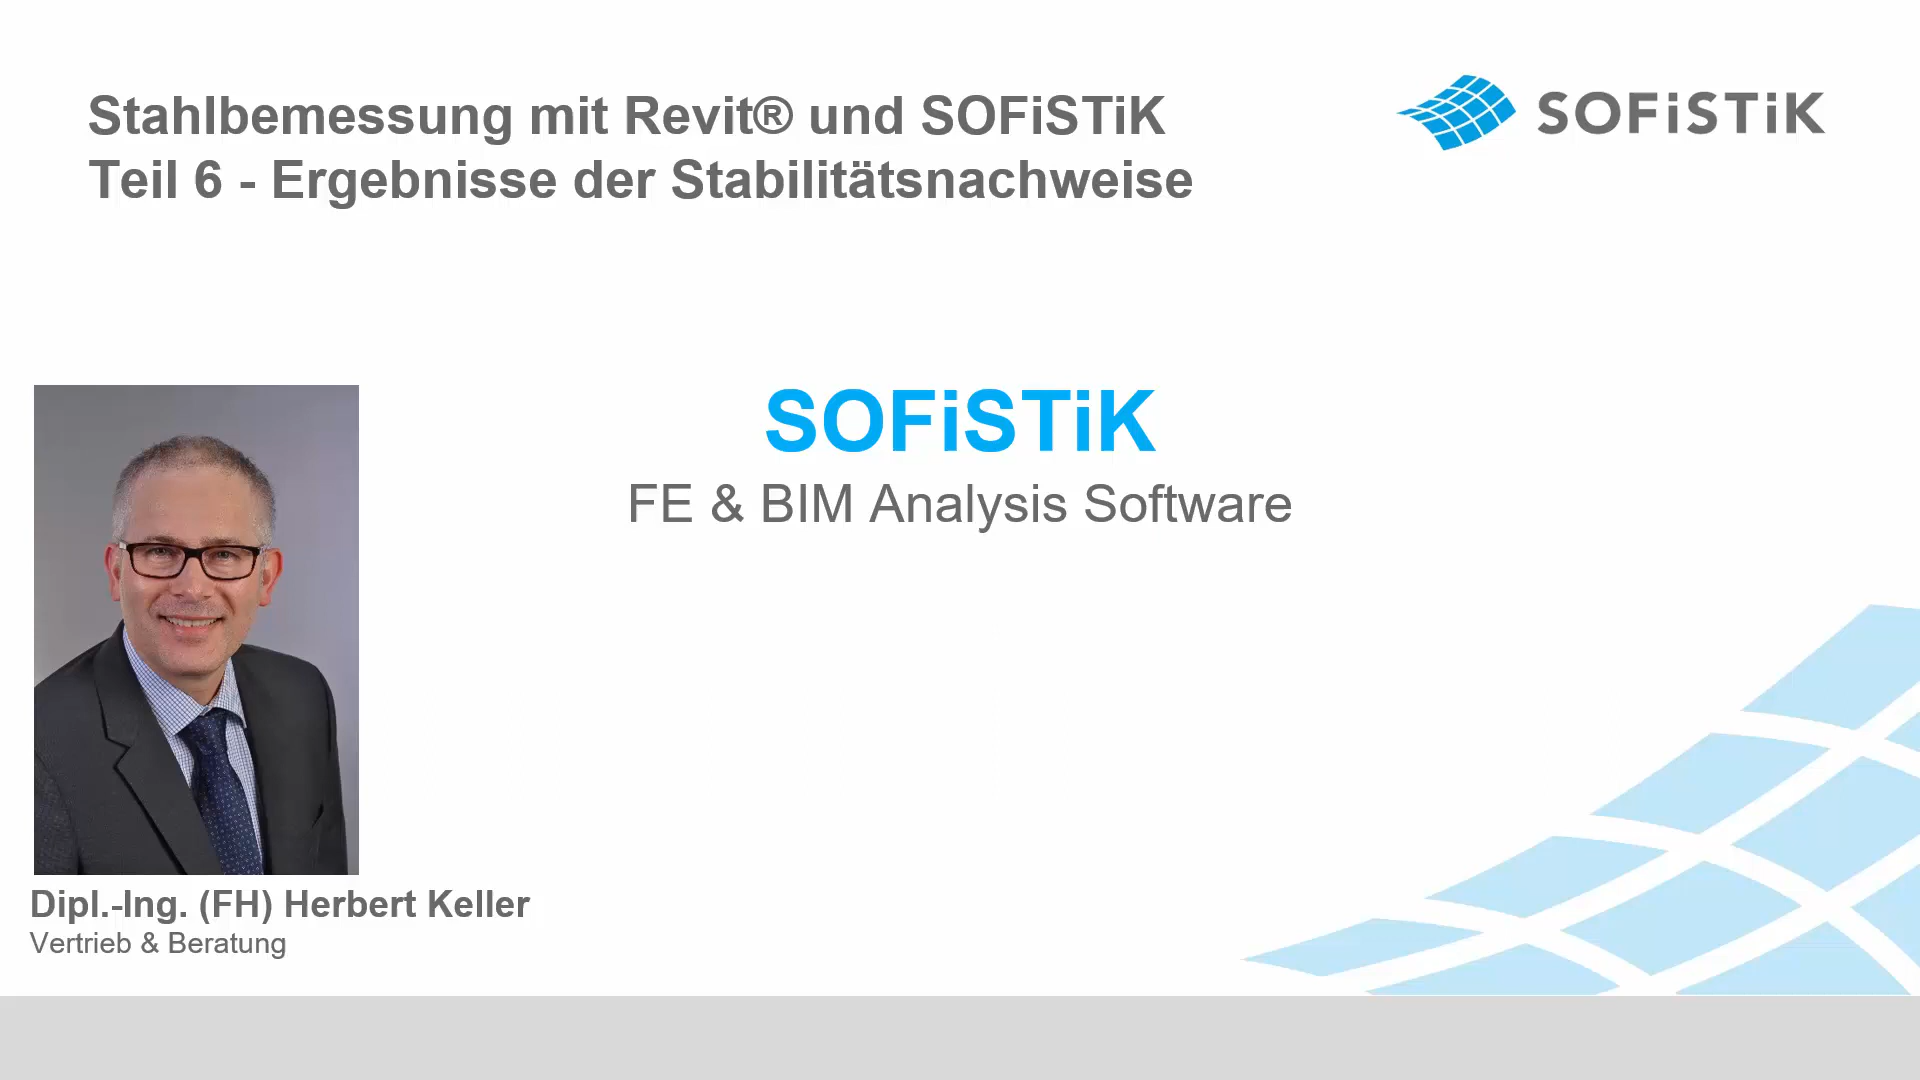 Stahlbemessung mit Revit® und SOFiSTiK
Teil 6 - Ergebnisse der Stabilitätsnachweise
SOFiSTiK
SOFiSTiK
FE & BIM Analysis Software
Dipl.-Ing. (FH) Herbert Keller
Vertrieb & Beratung